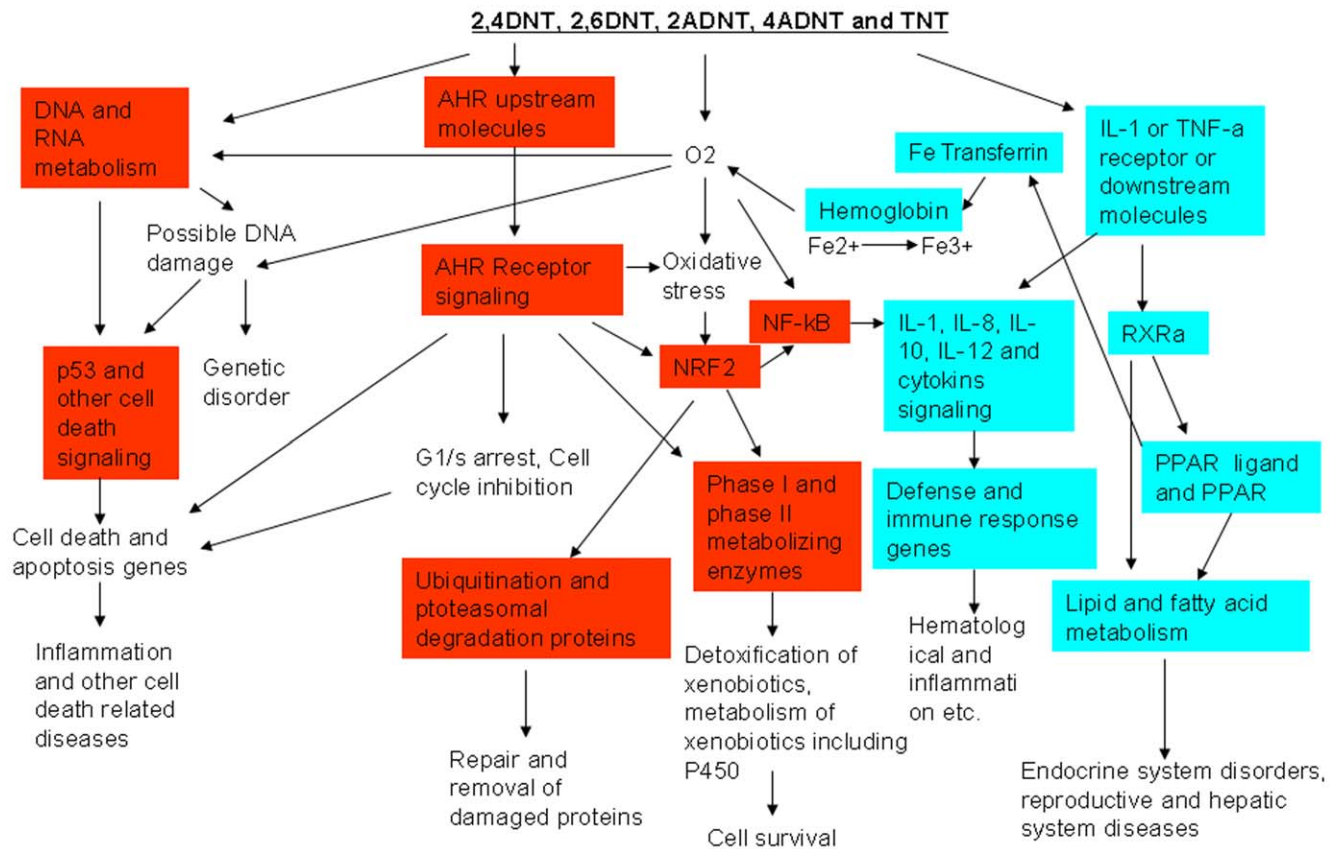 2,4DNT, 2,6DNT, 2ADNT, 4ADNT and TNT
DNA and
RNA
metabolism
AHR upstream
molecules
O2
Fe Transferrin
IL-1 or TNF-a
receptor or
downstream
molecules
Hemoglobin
Fe2+
Fe3+
Possible DNA
damage
AHR Receptor
signaling
Oxidative
stress
NF-kB
IL-1, IL-8, IL-
10, IL-12 and
cytokins
signaling
RXRa
p53 and
other cell
death
signaling
Genetic
disorder
NRF2
G1/s arrest, Cell
cycle inhibition
Phase I and
phase II
metabolizing
enzymes
Defense and
immune response
genes
PPAR ligand
and PPAR
Cell death and
apoptosis genes
Ubiquitination and
ptoteasomal
degradation proteins
Lipid and fatty acid
metabolism
Inflammation
and other cell
death related
diseases
Detoxification of
xenobiotics,
metabolism of
xenobiotics including
P450
Hematolog
ical and
inflammati
on etc.
Repair and
removal of
damaged proteins
Cell survival
Endocrine system disorders,
reproductive and hepatic
system diseases